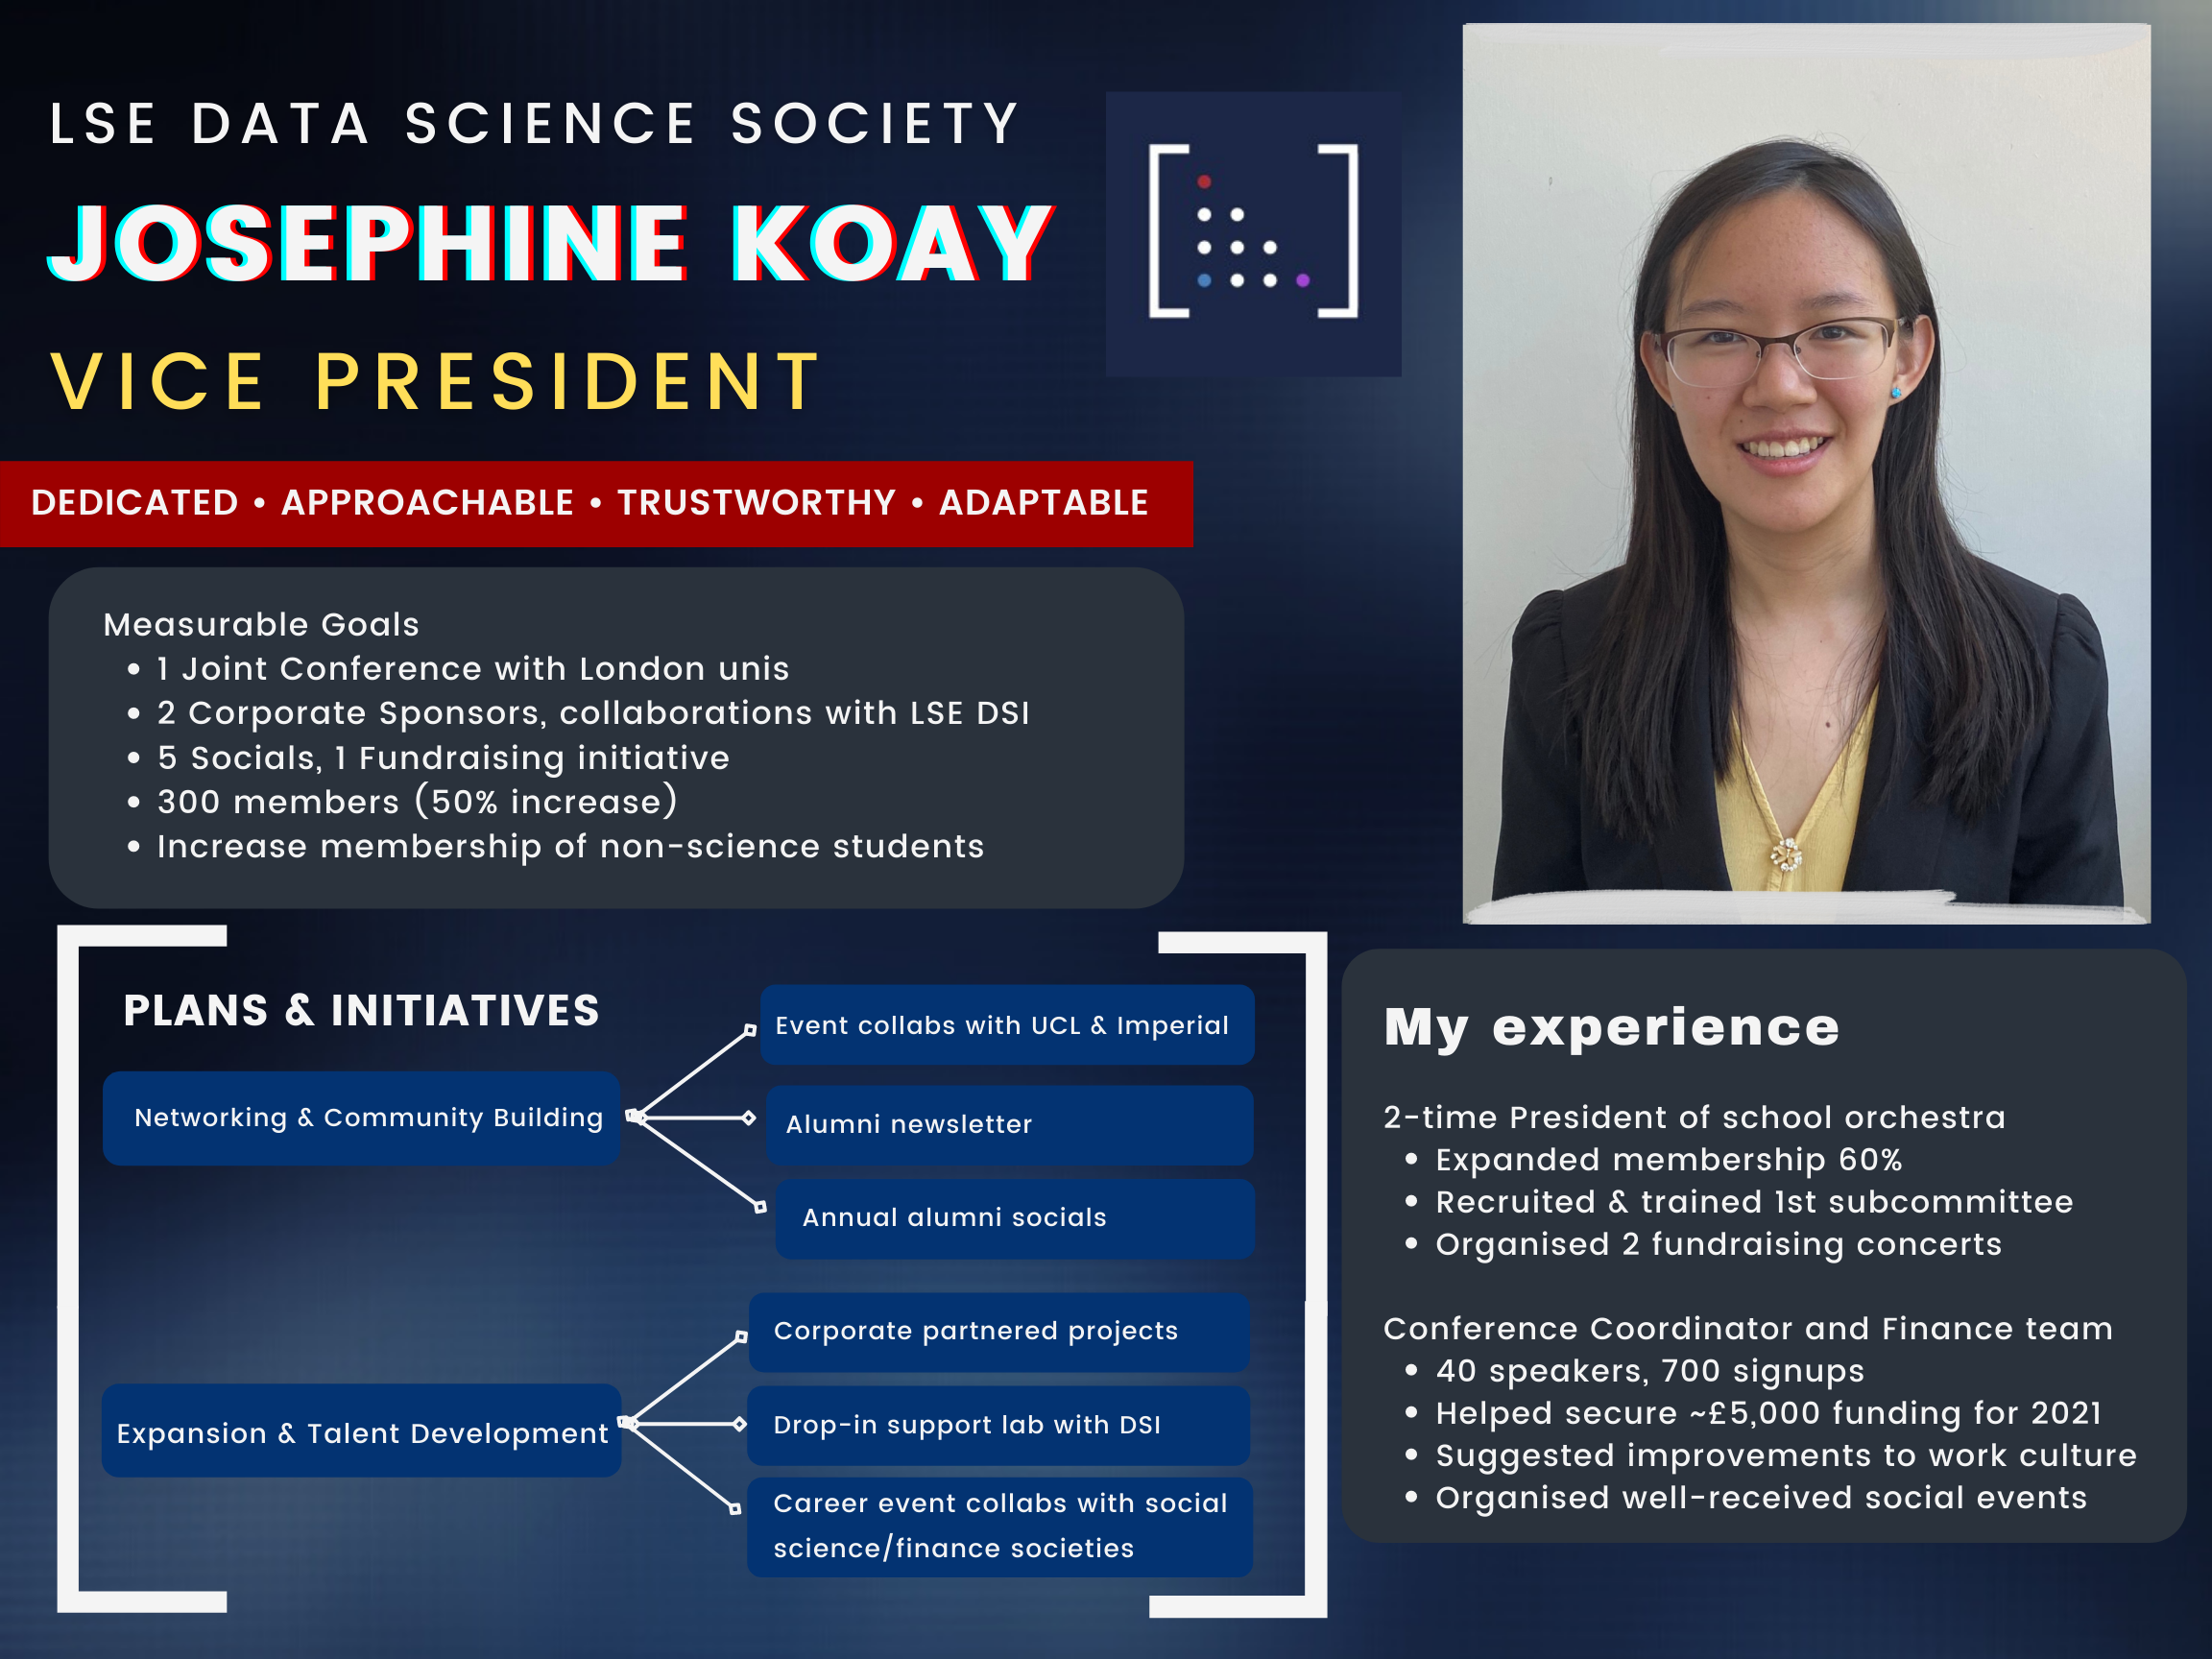 LSE DATA SCIENCE SOCIETY
JOSEPHINE KOAY
VICE PRESIDENT
DEDICATED • APPROACHABLE • TRUSTWORTHY • ADAPTABLE
Measurable Goals
• 1 Joint Conference with London unis
• 2 Corporate Sponsors, collaborations with LSE DSI
• 5 Socials, 1 Fundraising initiative
• 300 members (50% increase)
• Increase membership of non-science students
PLANS & INITIATIVES
Networking & Community Building
Event collabs with UCL & Imperial
Alumni newsletter
Annual alumni socials
Expansion & Talent Development
Corporate partnered projects
Drop-in support lab with DSI
Career event collabs with social
science/finance societies
My experience
2-time President of school orchestra
• Expanded membership 60%
• Recruited & trained 1st subcommittee
• Organised 2 fundraising concerts
Conference Coordinator and Finance team
• 40 speakers, 700 signups
• Helped secure ~£5,000 funding for 2021
• Suggested improvements to work culture
• Organised well-received social events